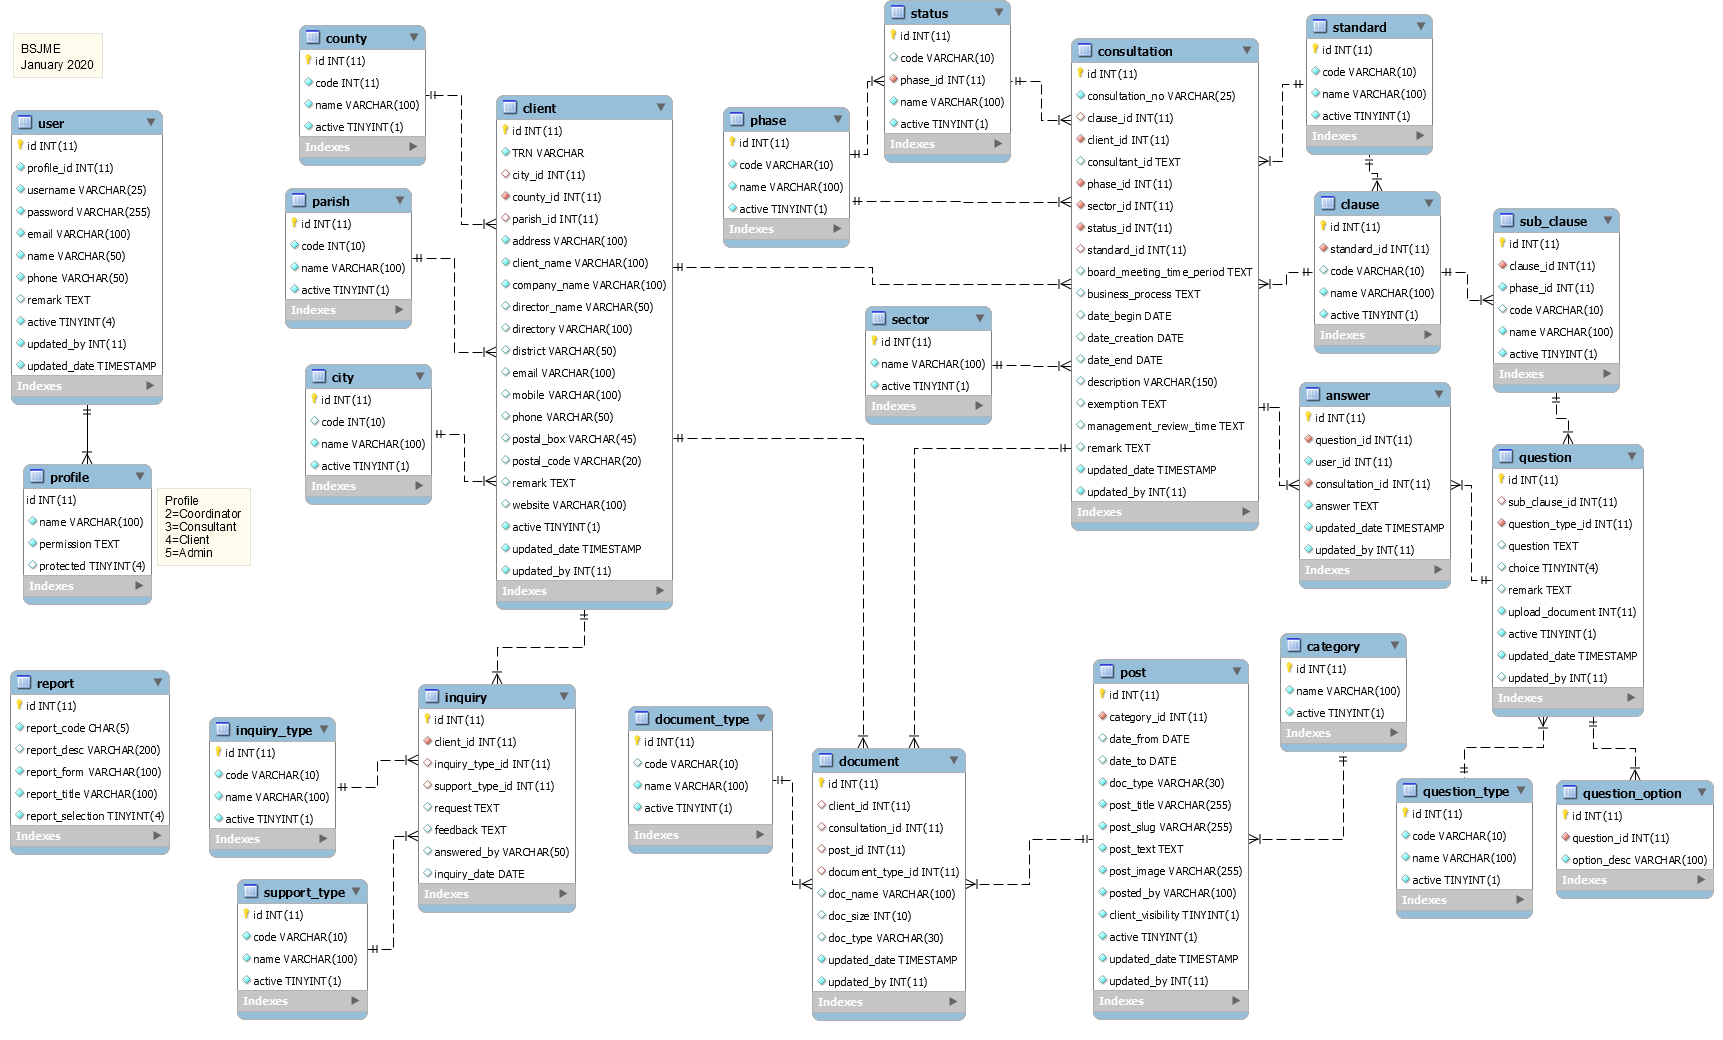 BSJME
January 2020
user
id INT(11)
profile_id INT(11)
username VARCHAR(25)
password VARCHAR(255)
email VARCHAR(100)
name VARCHAR(50)
phone VARCHAR(50)
remark TEXT
active TINYINT(4)
updated_by INT(11)
updated_date TIMESTAMP
Indexes
profile
id INT(11)
name VARCHAR(100)
permission TEXT
protected TINYINT(4)
Indexes
Profile
2=Coordinator
3=Consultant
4=Client
5=Admin
report
id INT(11)
report_code CHAR(5)
report_desc VARCHAR(200)
report_form VARCHAR(100)
report_title VARCHAR(100)
report_selection TINYINT(4)
Indexes
county
id INT(11)
code INT(11)
name VARCHAR(100)
active TINYINT(1)
Indexes
parish
id INT(11)
code INT(10)
name VARCHAR(100)
active TINYINT(1)
Indexes
city
id INT(11)
code INT(10)
name VARCHAR(100)
active TINYINT(1)
Indexes
inquiry_type
id INT(11)
code VARCHAR(10)
name VARCHAR(100)
active TINYINT(1)
Indexes
support_type
id INT(11)
code VARCHAR(10)
name VARCHAR(100)
active TINYINT(1)
Indexes
client
id INT(11)
TRN VARCHAR
city_id INT(11)
county_id INT(11)
parish_id INT(11)
address VARCHAR(100)
client_name VARCHAR(100)
company_name VARCHAR(100)
director_name VARCHAR(50)
directory VARCHAR(100)
district VARCHAR(50)
email VARCHAR(100)
mobile VARCHAR(100)
phone VARCHAR(50)
postal_box VARCHAR(45)
postal_code VARCHAR(20)
remark TEXT
website VARCHAR(100)
active TINYINT(1)
updated_date TIMESTAMP
updated_by INT(11)
Indexes
inquiry
id INT(11)
client_id INT(11)
inquiry_type_id INT(11)
support_type_id INT(11)
request TEXT
feedback TEXT
answered_by VARCHAR(50)
inquiry_date DATE
Indexes
phase
id INT(11)
code VARCHAR(10)
name VARCHAR(100)
active TINYINT(1)
Indexes
status
id INT(11)
code VARCHAR(10)
phase_id INT(11)
name VARCHAR(100)
active TINYINT(1)
Indexes
sector
id INT(11)
name VARCHAR(100)
active TINYINT(1)
Indexes
document_type
id INT(11)
code VARCHAR(10)
name VARCHAR(100)
active TINYINT(1)
Indexes
document
id INT(11)
client_id INT(11)
consultation_id INT(11)
post_id INT(11)
document_type_id INT(11)
doc_name VARCHAR(100)
doc_size INT(10)
doc_type VARCHAR(30)
updated_date TIMESTAMP
updated_by INT(11)
Indexes
consultation
id INT(11)
consultation_no VARCHAR(25)
clause_id INT(11)
client_id INT(11)
consultant_id TEXT
phase_id INT(11)
sector_id INT(11)
status_id INT(11)
standard_id INT(11)
board_meeting_time_period TEXT
business_process TEXT
date_begin DATE
date_creation DATE
date_end DATE
description VARCHAR(150)
exemption TEXT
management_review_time TEXT
remark TEXT
updated_date TIMESTAMP
updated_by INT(11)
Indexes
post
id INT(11)
category_id INT(11)
date_from DATE
date_to DATE
doc_type VARCHAR(30)
post_title VARCHAR(255)
post_slug VARCHAR(255)
post_text TEXT
post_image VARCHAR(255)
posted_by VARCHAR(100)
client_visibility TINYINT(1)
active TINYINT(1)
updated_date TIMESTAMP
updated_by INT(11)
Indexes
standard
id INT(11)
code VARCHAR(10)
name VARCHAR(100)
active TINYINT(1)
Indexes
clause
id INT(11)
standard_id INT(11)
code VARCHAR(10)
name VARCHAR(100)
active TINYINT(1)
Indexes
sub_clause
id INT(11)
clause_id INT(11)
phase_id INT(11)
code VARCHAR(10)
name VARCHAR(100)
active TINYINT(1)
Indexes
answer
id INT(11)
question_id INT(11)
user_id INT(11)
consultation_id INT(11)
answer TEXT
updated_date TIMESTAMP
updated_by INT(11)
Indexes
question
id INT(11)
sub_clause_id INT(11)
question_type_id INT(11)
question TEXT
choice TINYINT(4)
remark TEXT
upload_document INT(11)
active TINYINT(1)
updated_date TIMESTAMP
updated_by INT(11)
Indexes
category
id INT(11)
name VARCHAR(100)
active TINYINT(1)
Indexes
question_type
id INT(11)
code VARCHAR(10)
name VARCHAR(100)
active TINYINT(1)
Indexes
question_option
id INT(11)
question_id INT(11)
option_desc VARCHAR(100)
Indexes